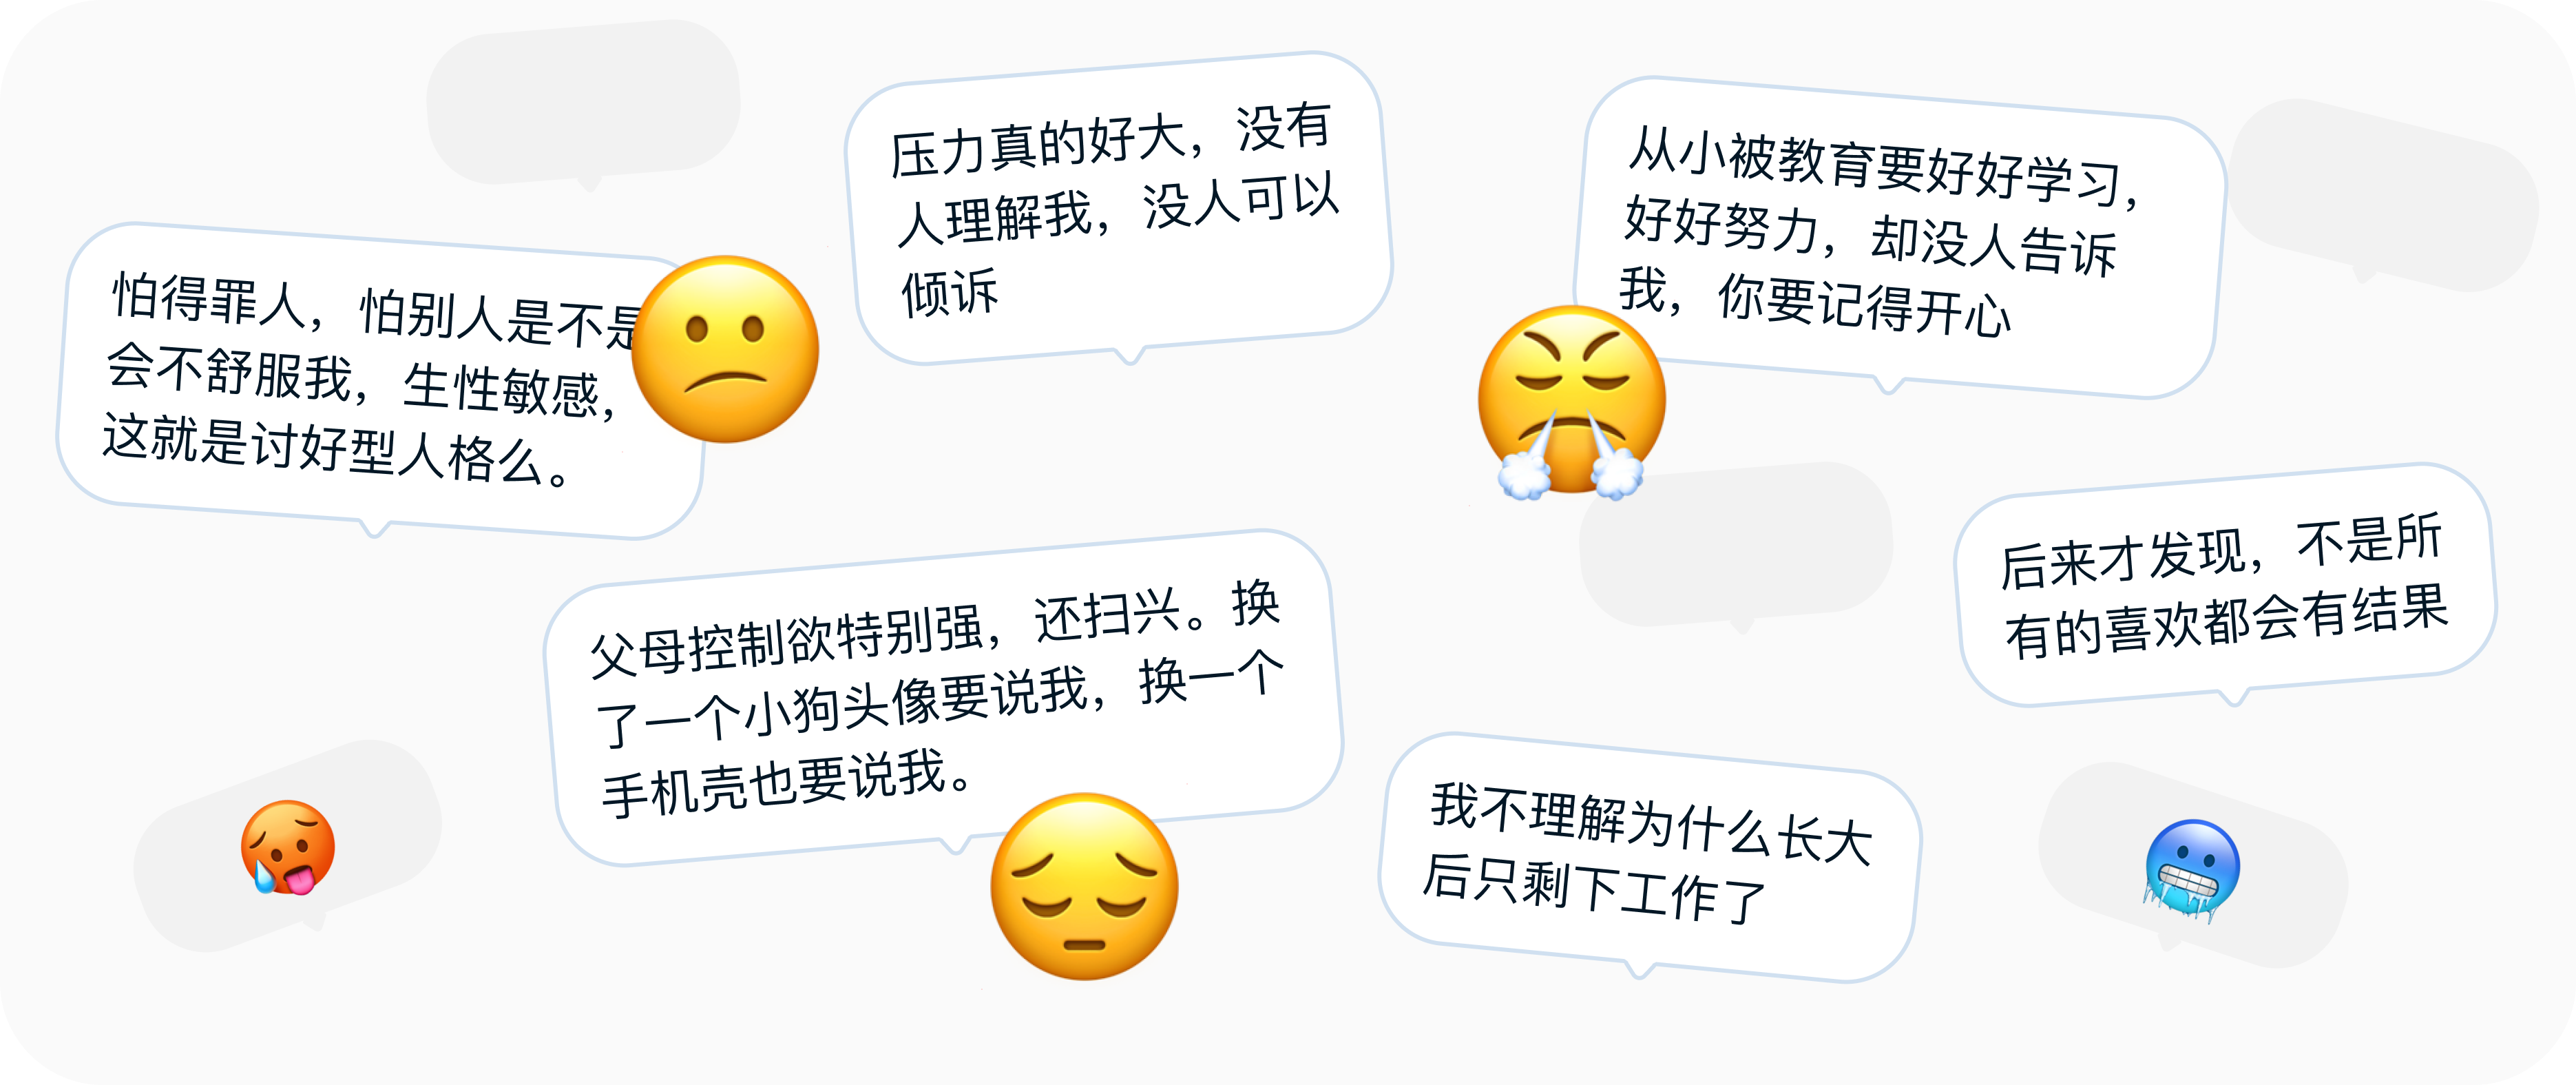 压力真的好大，没有
人理解我，没人可以
倾诉
从小被教育要好好学习，
好好努力，却没人告诉
我，你要记得开心
怕得罪人，怕别人是不是
会不舒服我，生性敏感，
这就是讨好型人格么。
后来才发现，不是所
有的喜欢都会有结果
父母控制欲特别强，还扫兴。换
了一个小狗头像要说我，换一个
手机壳也要说我。
我不理解为什么长大
后只剩下工作了